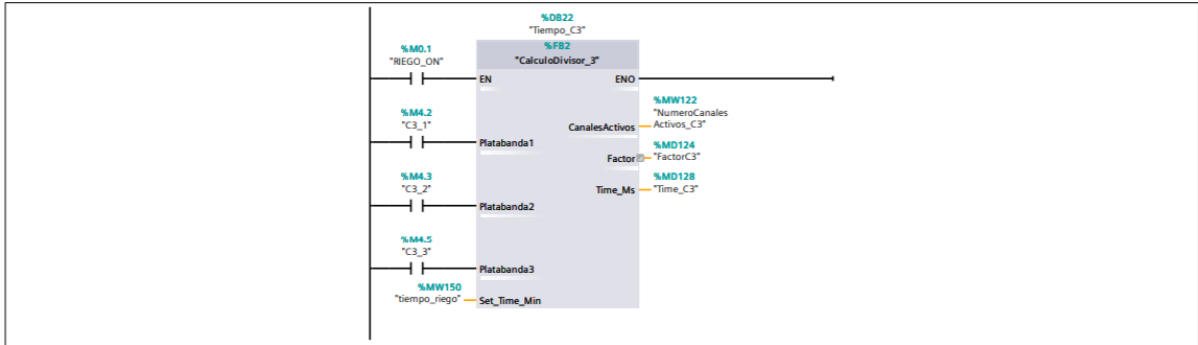 %DB22
"Tiempo_C3"
%M0.1
"RIEGO_ON"
%FB2
"CalculoDivisor_3"
EN
ENO
%M4.2
"C3_1"
Platabanda1
CanalesActivos
%MW122
"NumeroCanales
Activos_C3"
Factor
%MD124
"FactorC3"
%M4.3
"C3_2"
Platabanda2
Time_Ms
%MD128
"Time_C3"
%M4.5
"C3_3"
Platabanda3
%MW150
"tiempo_riego"
Set_Time_Min